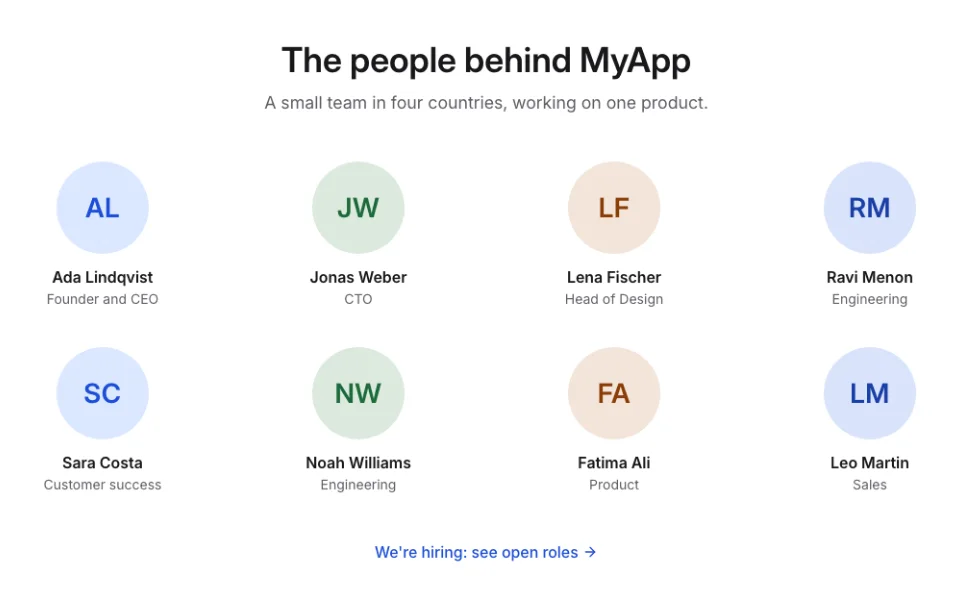 The people behind MyApp
A small team in four countries, working on one product.
AL
JW
LF
RM
Ada Lindqvist
Jonas Weber
Lena Fischer
Ravi Menon
Founder and CEO
CTO
Head of Design
Engineering
SC
NW
FA
LM
Sara Costa
Noah Williams
Fatima Ali
Leo Martin
Customer success
Engineering
Product
Sales
We're hiring: see open roles →